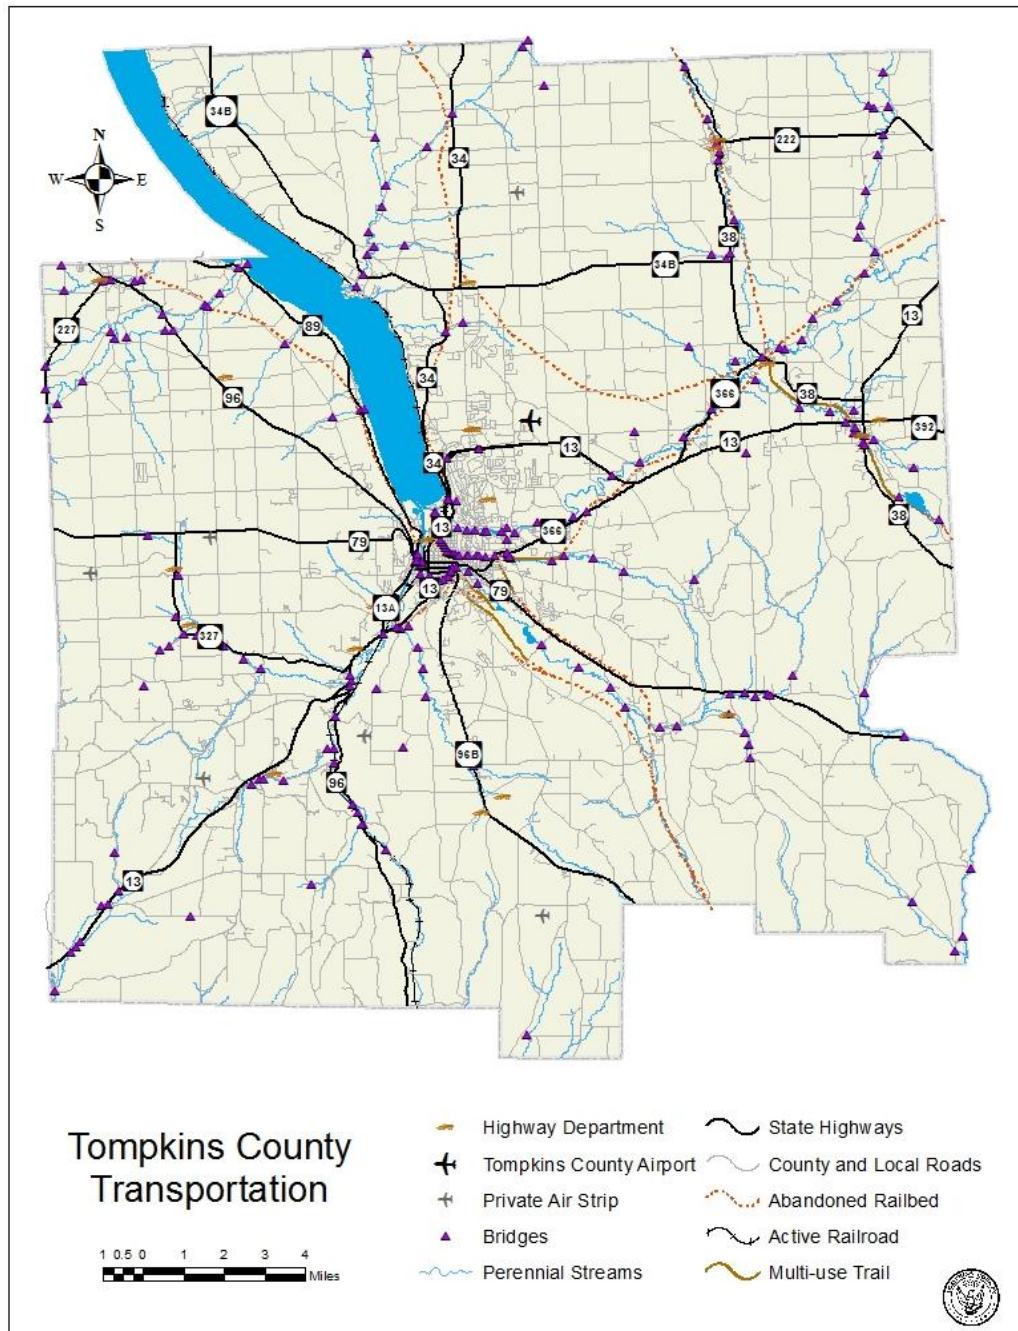 34B
34
222
N
W E
S
38
34B
13
227
89
96
34
366
38
13
392
13
34
38
13
366
79
79
13
13A
327
96B
96
13
Tompkins County
Transportation
1 0.5 0 1 2 3 4
Miles
Highway Department
Tompkins County Airport
Private Air Strip
Bridges
Perennial Streams
State Highways
County and Local Roads
Abandoned Railbed
Active Railroad
Multi-use Trail